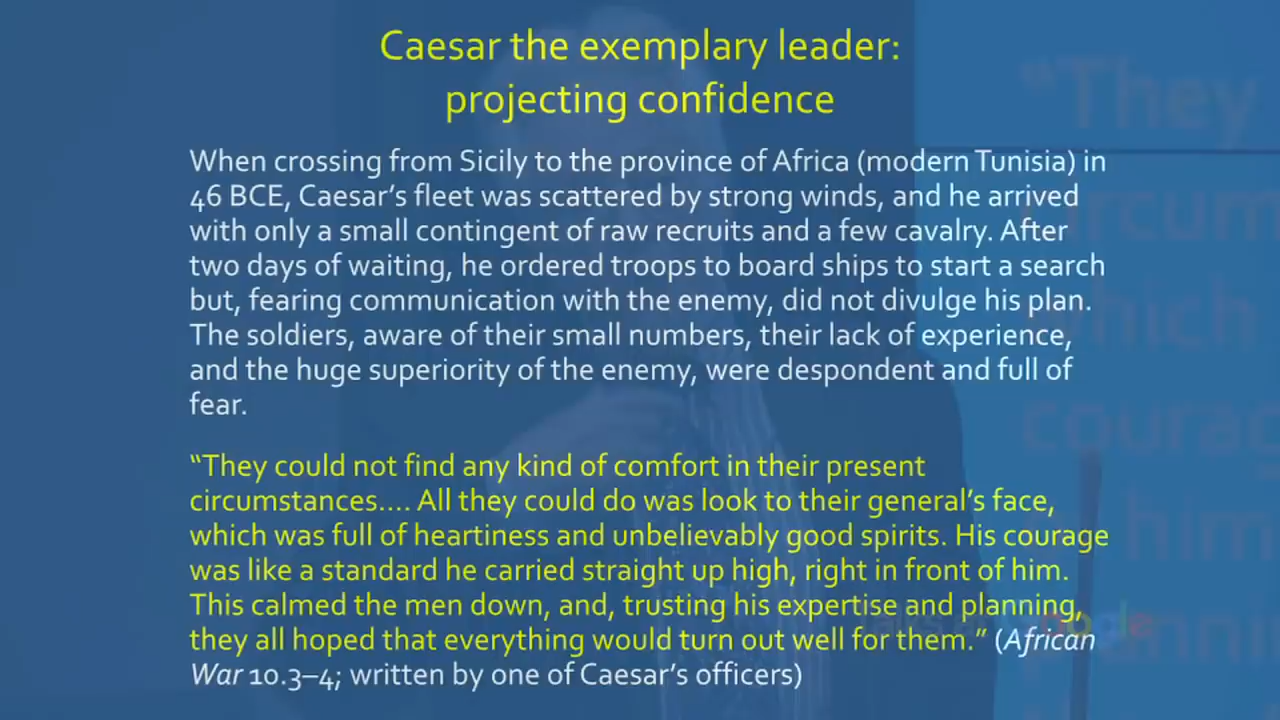 Caesar the exemplary leader:
projecting confidence
When crossing from Sicily to the province of Africa (modern Tunisia) in
46 BCE, Caesar’s fleet was scattered by strong winds, and he arrived
with only a small contingent of raw recruits and a few cavalry. After
two days of waiting, he ordered troops to board ships to start a search
but, fearing communication with the enemy, did not divulge his plan.
The soldiers, aware of their small numbers, their lack of experience,
and the huge superiority of the enemy, were despondent and full of
fear.
“They could not find any kind of comfort in their present
circumstances…. All they could do was look to their general’s face,
which was full of heartiness and unbelievably good spirits. His courage
was like a standard he carried straight up high, right in front of him.
This calmed the men down, and, trusting his expertise and planning,
they all hoped that everything would turn out well for them.” (African
War 10.3–4; written by one of Caesar’s officers)
“They
which
courag
him